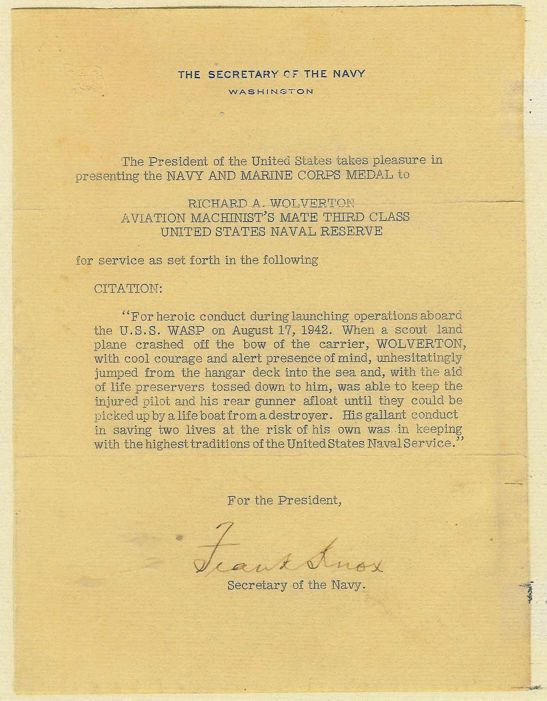 THE SECRETARY OF THE NAVY
WASHINGTON
The President of the United States takes pleasure in
presenting the NAVY AND MARINE CORPS MEDAL to
RICHARD A. WOLVERTON
AVIATION MACHINIST'S MATE THIRD CLASS
UNITED STATES NAVAL RESERVE
for service as set forth in the following
CITATION:
"For heroic conduct during launching operations aboard
the U.S.S. WASP on August 17, 1942. When a scout land
plane crashed off the bow of the carrier, WOLVERTON,
with cool courage and alert presence of mind, unhesitatingly
jumped from the hangar deck into the sea and, with the aid
of life preservers tossed down to him, was able to keep the
injured pilot and his rear gunner afloat until they could be
picked up by a life boat from a destroyer. His gallant conduct
in saving two lives at the risk of his own was in keeping
with the highest traditions of the United States Naval Service."
For the President,
Frank Knox
Secretary of the Navy.